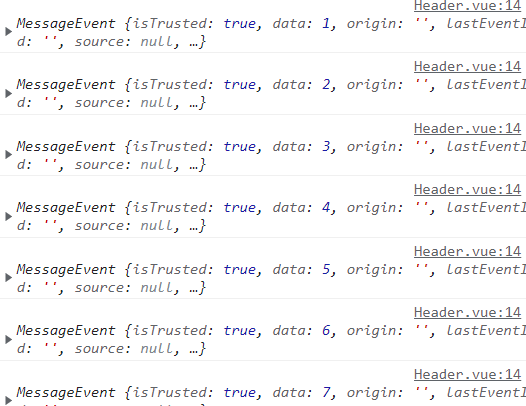 Header.vue:14
MessageEvent {isTrusted: true, data: 1, origin: '', lastEventI
d: '', source: null, …}
Header.vue:14
MessageEvent {isTrusted: true, data: 2, origin: '', lastEventI
d: '', source: null, …}
Header.vue:14
MessageEvent {isTrusted: true, data: 3, origin: '', lastEventI
d: '', source: null, …}
Header.vue:14
MessageEvent {isTrusted: true, data: 4, origin: '', lastEventI
d: '', source: null, …}
Header.vue:14
MessageEvent {isTrusted: true, data: 5, origin: '', lastEventI
d: '', source: null, …}
Header.vue:14
MessageEvent {isTrusted: true, data: 6, origin: '', lastEventI
d: '', source: null, …}
Header.vue:14
MessageEvent {isTrusted: true, data: 7, origin: '', lastEventI